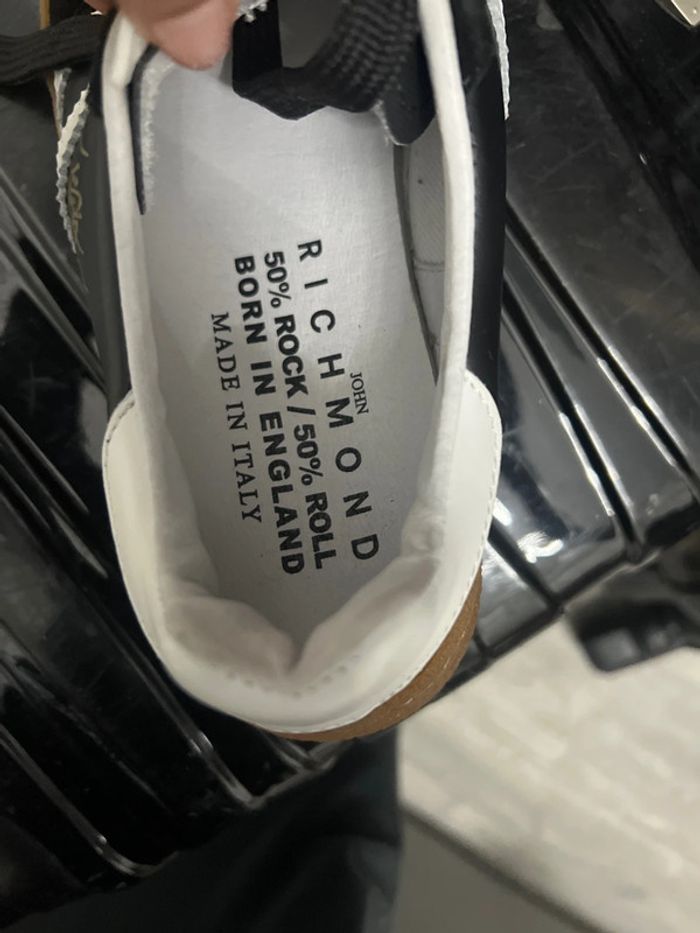 JOHN
RICHMOND
50% ROCK / 50% ROLL
BORN IN ENGLAND
MADE IN ITALY